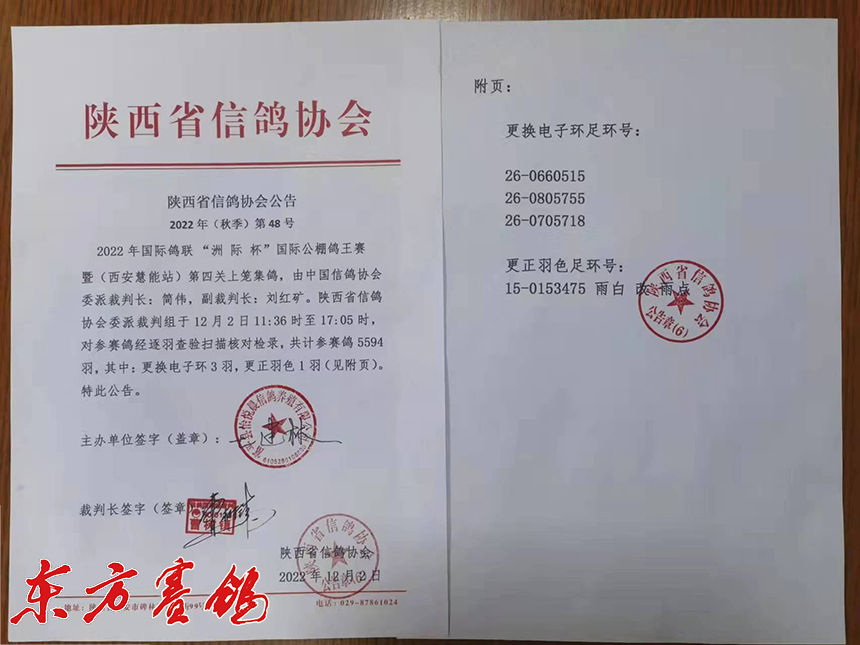 陕西省信鸽协会
陕西省信鸽协会公告
2022年（秋季）第48号
2022年国际鸽联“洲 际 杯”国际公棚鸽王赛
暨（西安慧能站）第四关上笼集鸽，由中国信鸽协会
委派裁判长：简伟，副裁判长：刘红矿。陕西省信鸽
协会委派裁判组于12月2日11:36时至17:05时，
对参赛鸽经逐羽查验扫描核对检录，共计参赛鸽5594
羽，其中：更换电子环3羽，更正羽色1羽（见附页）。
特此公告。
主办单位签字（盖章）：
裁判长签字（签章）
陕西省信鸽协会
2022年12月2日
电话：029-87861024
东方赛鸽
附页：
更换电子环足环号：
26-0660515
26-0805755
26-0705718
更正羽色足环号：
15-0153475 雨白 改 雨点
陕西省信鸽协会
公告章(6)